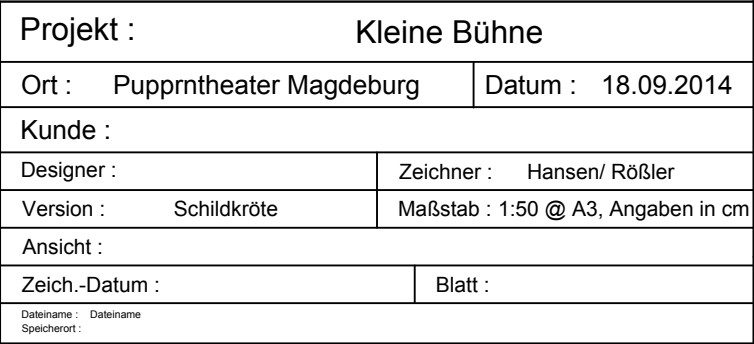 Projekt : Kleine Bühne
Ort : Pupprntheater Magdeburg Datum : 18.09.2014
Kunde :
Designer : Zeichner : Hansen/ Rößler
Version : Schildkröte Maßstab : 1:50 @ A3, Angaben in cm
Ansicht :
Zeich.-Datum : Blatt :
Dateiname : Dateiname
Speicherort :